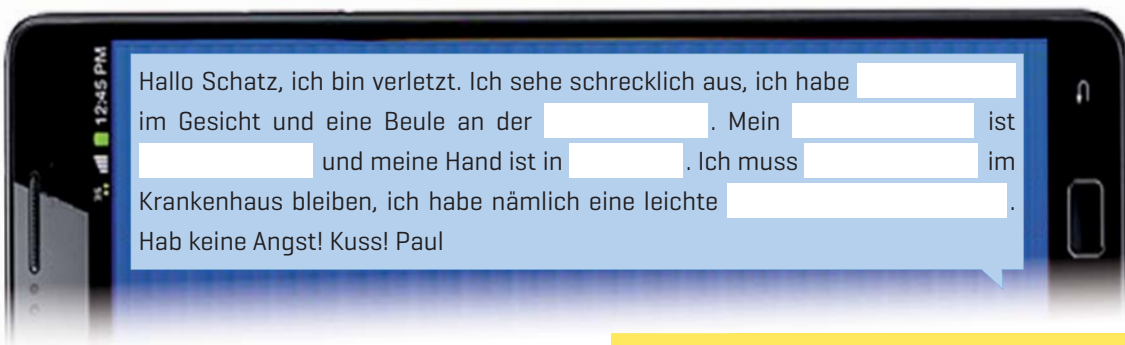 12:45 PM
3G
Hallo Schatz, ich bin verletzt. Ich sehe schrecklich aus, ich habe
im Gesicht und eine Beule an der . Mein ist
und meine Hand ist in . Ich muss im
Krankenhaus bleiben, ich habe nämlich eine leichte .
Hab keine Angst! Kuss! Paul